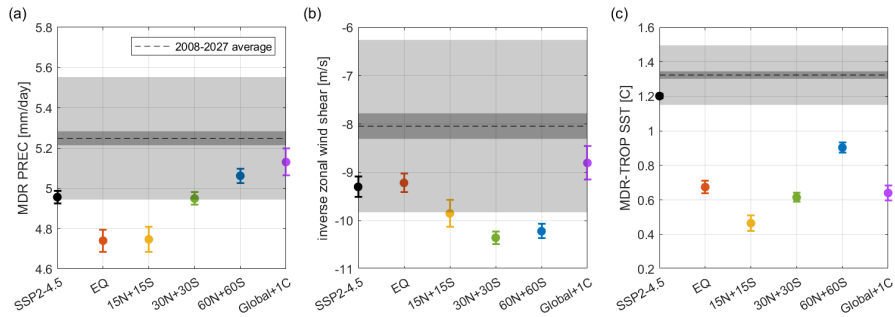 (a)
MDR PREC [mm/day]
5.8
5.6
5.4
5.2
5
4.8
4.6
2008-2027 average
SSP2-4.5
EQ
15N+15S
30N+30S
60N+60S
Global+1C
(b)
inverse zonal wind shear [m/s]
-5
-6
-7
-8
-9
-10
-11
SSP2-4.5
EQ
15N+15S
30N+30S
60N+60S
Global+1C
(c)
MDR-TROP SST [C]
1.6
1.4
1.2
1
0.8
0.6
0.4
0.2
SSP2-4.5
EQ
15N+15S
30N+30S
60N+60S
Global+1C